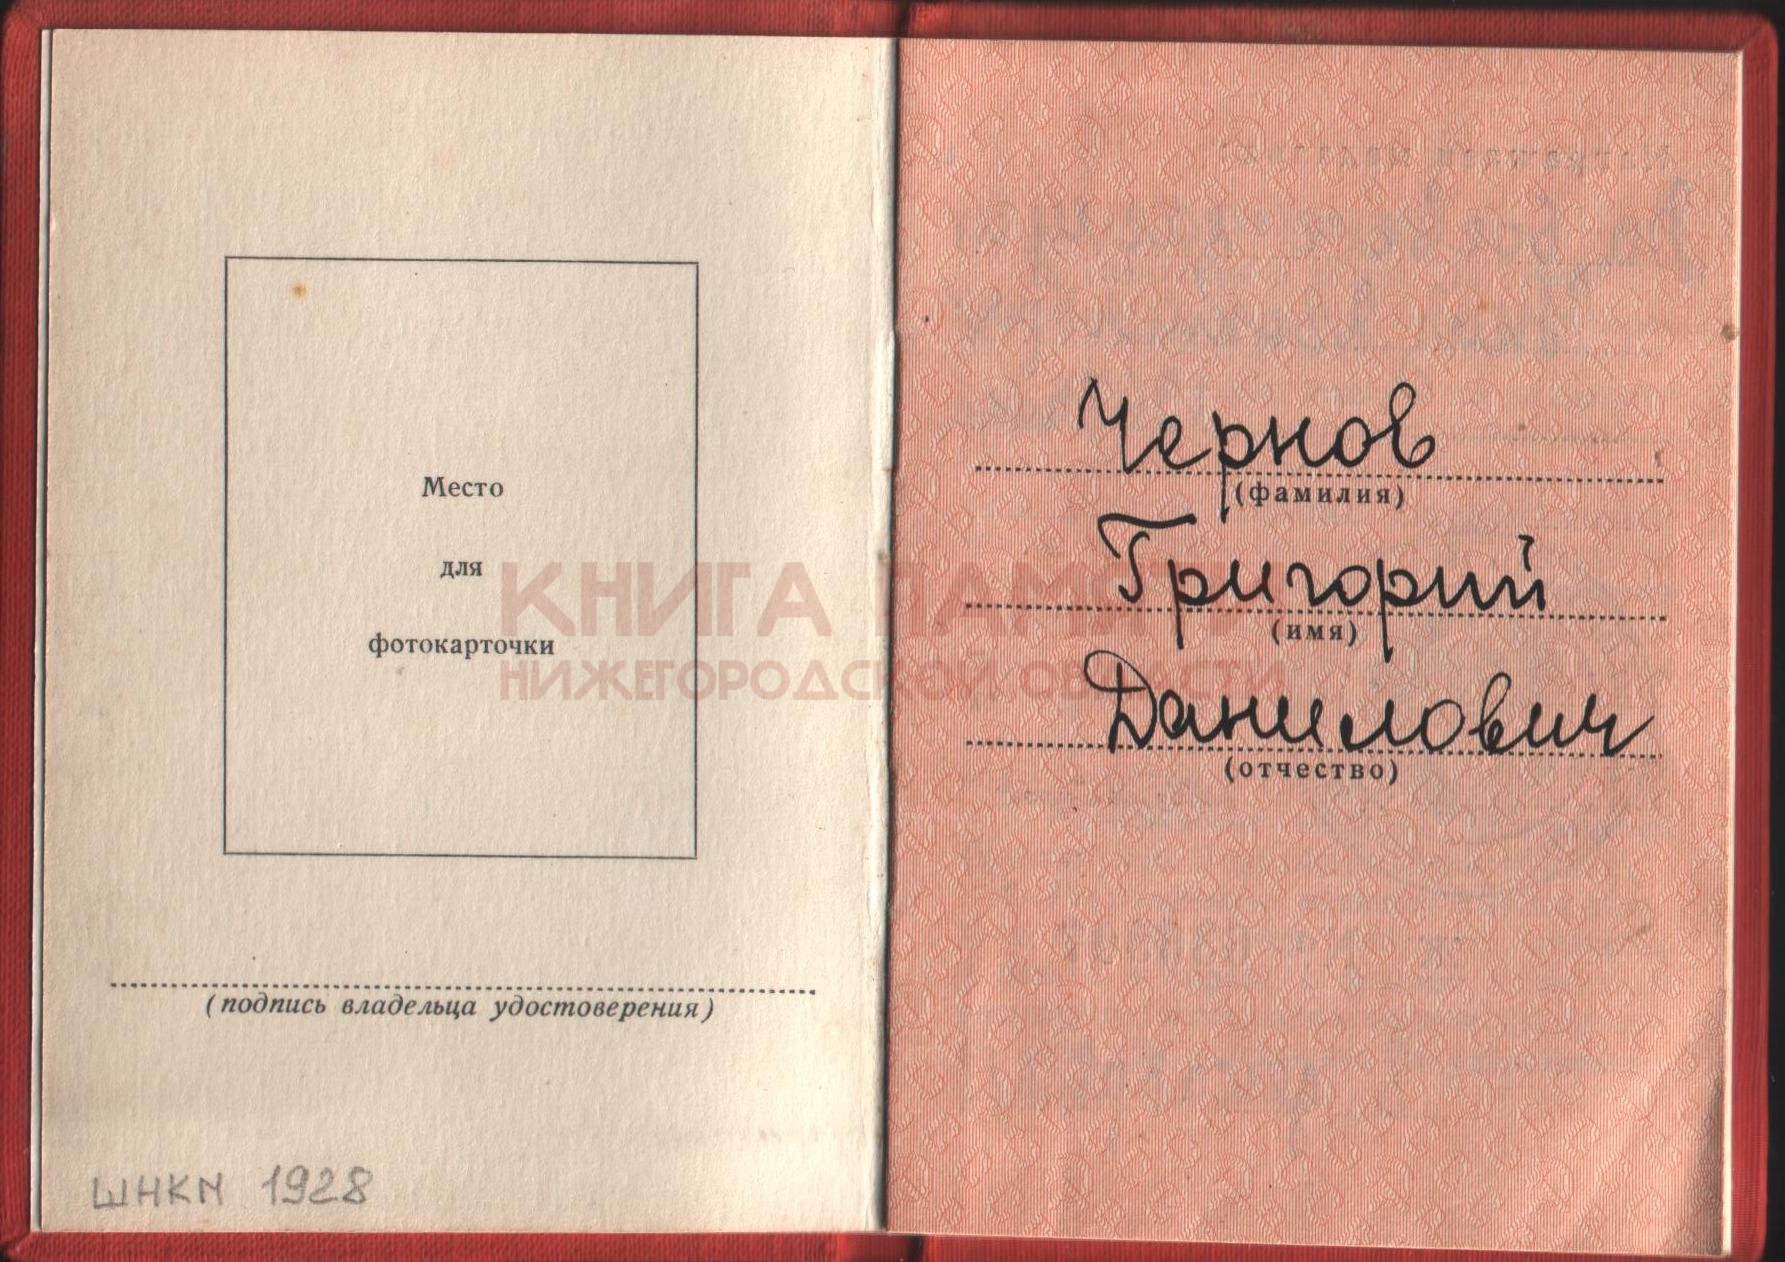 Место
для
фотокарточки
(подпись владельца удостоверения)
ШНКМ 1928
Чернов
(фамилия)
Григорий
(имя)
Данилович
(отчество)
КНИГА ПАМЯТИ
НИЖЕГОРОДСКОЙ ОБЛАСТИ